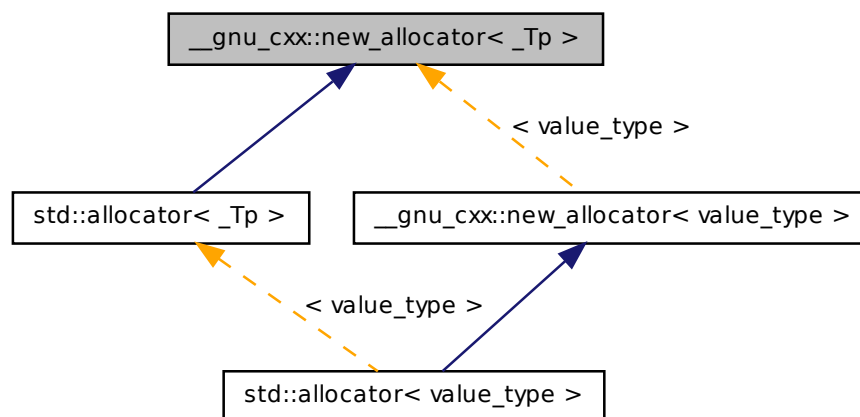 __gnu_cxx::new_allocator< _Tp >
< value_type >
std::allocator< _Tp >
__gnu_cxx::new_allocator< value_type >
< value_type >
std::allocator< value_type >